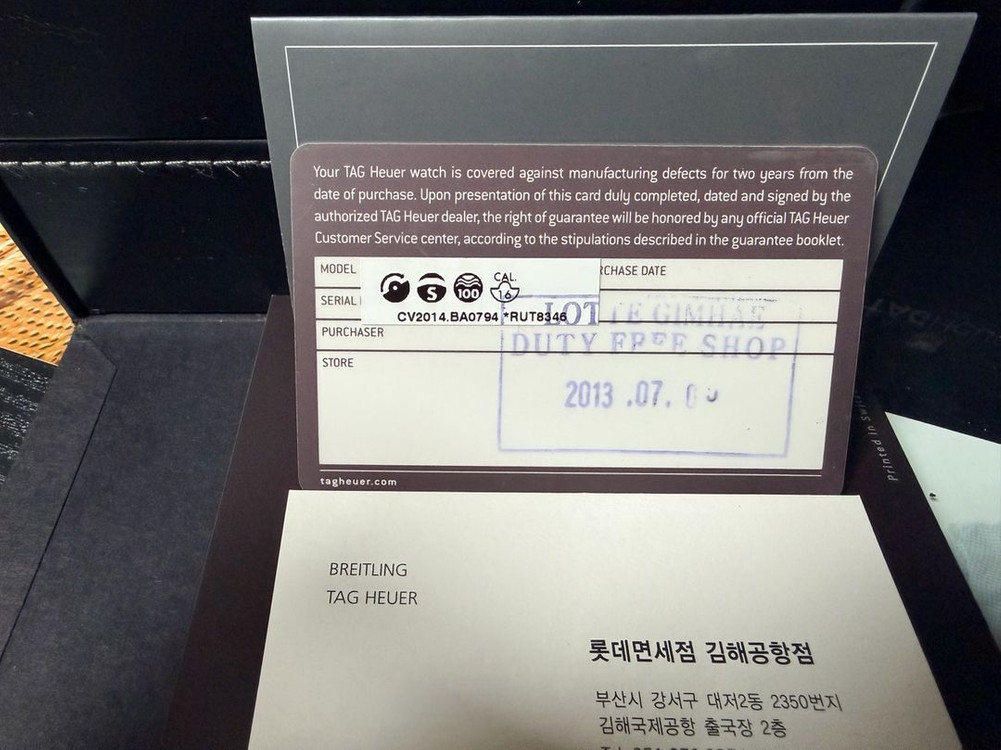 Your TAG Heuer watch is covered against manufacturing defects for two years from the
date of purchase. Upon presentation of this card duly completed, dated and signed by the
authorized TAG Heuer dealer, the right of guarantee will be honored by any official TAG Heuer
Customer Service center, according to the stipulations described in the guarantee booklet.
MODEL
RCHASE DATE
S
100
CAL.
16
SERIAL
CV2014.BA0794 *RUT8346
LOTTE GIMHAE
PURCHASER
DUTY FREE SHOP
STORE
2013 .07.
tagheuer.com
Printed in
BREITLING
TAG HEUER
롯데면세점 김해공항점
부산시 강서구 대저2동 2350번지
김해국제공항 출국장 2층